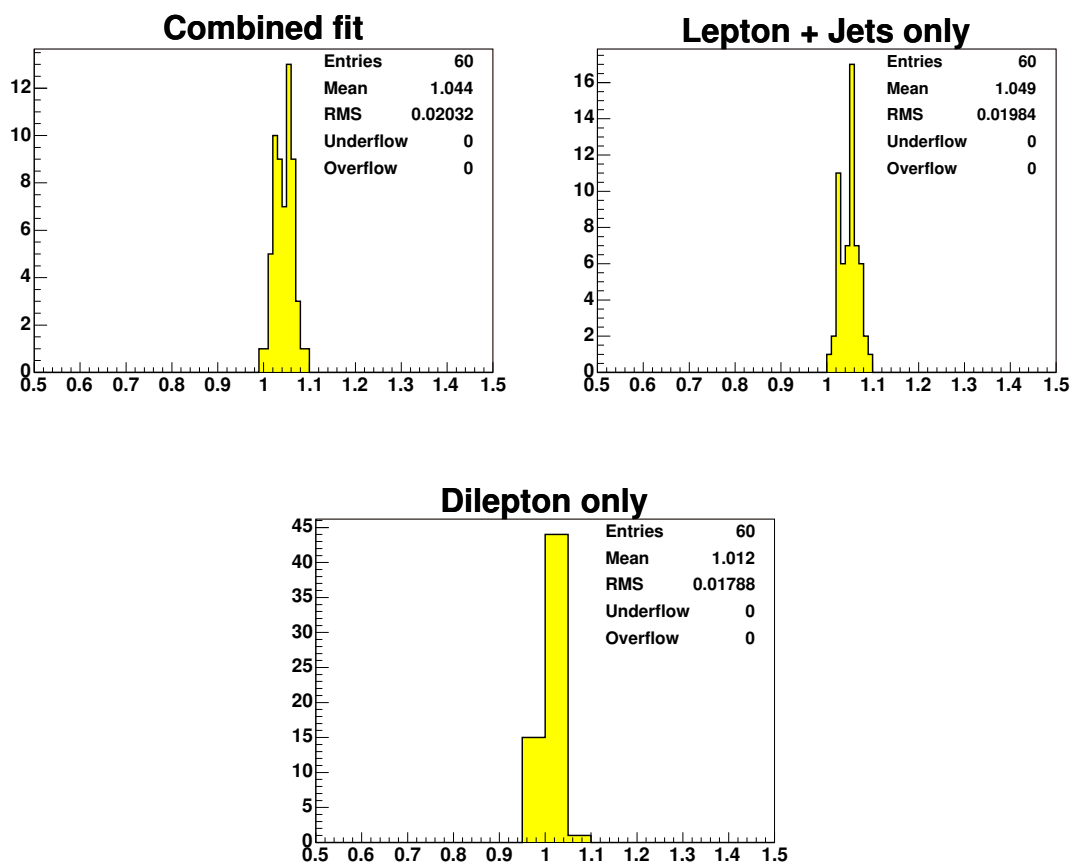 Combined fit
Entries 60
Mean 1.044
RMS 0.02032
Underflow 0
Overflow 0
12
10
8
6
4
2
0
0.5 0.6 0.7 0.8 0.9 1 1.1 1.2 1.3 1.4 1.5
Lepton + Jets only
Entries 60
Mean 1.049
RMS 0.01984
Underflow 0
Overflow 0
16
14
12
10
8
6
4
2
0
0.5 0.6 0.7 0.8 0.9 1 1.1 1.2 1.3 1.4 1.5
Dilepton only
Entries 60
Mean 1.012
RMS 0.01788
Underflow 0
Overflow 0
45
40
35
30
25
20
15
10
5
0
0.5 0.6 0.7 0.8 0.9 1 1.1 1.2 1.3 1.4 1.5